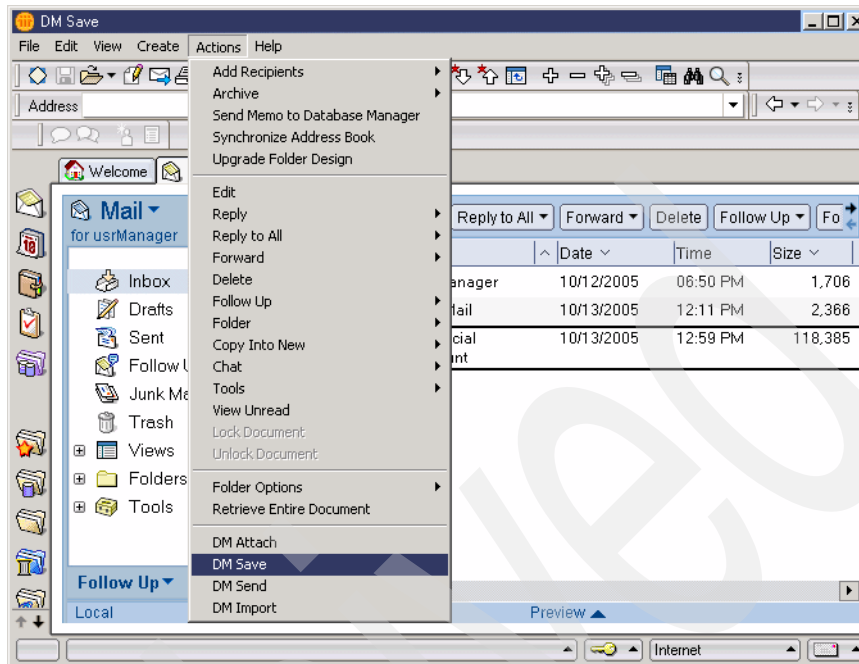 DM Save
File Edit View Create Actions Help
Address
Welcome
Add Recipients
Archive
Send Memo to Database Manager
Synchronize Address Book
Upgrade Folder Design
Edit
Reply
Reply to All
Forward
Delete
Follow Up
Folder
Copy Into New
Chat
Tools
View Unread
Lock Document
Unlock Document
Folder Options
Retrieve Entire Document
DM Attach
DM Save
DM Send
DM Import
Mail
for usrManager
Inbox
Drafts
Sent
Follow
Junk
Trash
Views
Folders
Tools
Follow Up
Local
Reply to All Forward Delete Follow Up Fo
Date Time Size
anager 10/12/2005 06:50 PM 1,706
10/13/2005 12:11 PM 2,366
cial 10/13/2005 12:59 PM 118,385
Preview
Internet